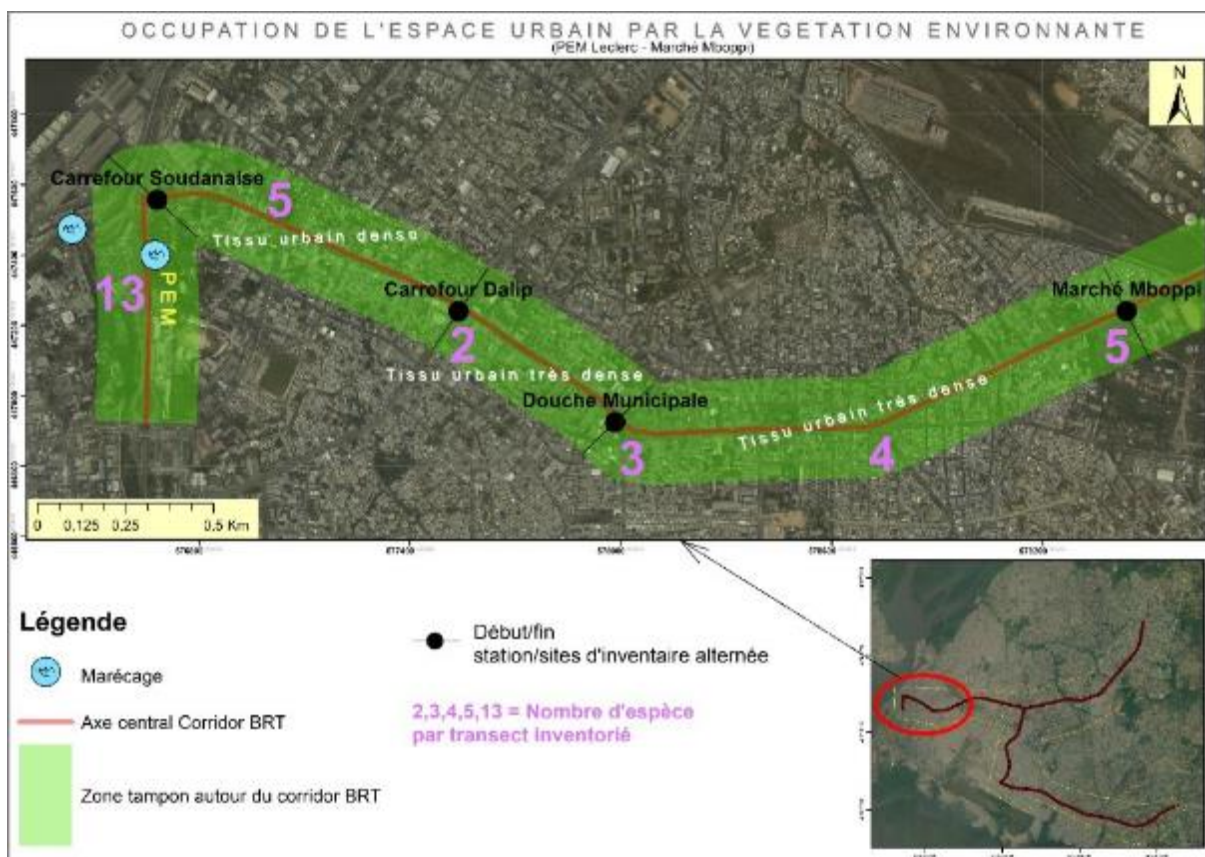 OCCUPATION DE L'ESPACE URBAIN PAR LA VEGETATION ENVIRONNANTE
(PEM Leclerc - Marché Mboppi)
N
Carrefour Soudanaise
5
Tissu urbain dense
13
PEM
Carrefour Dalip
2
Tissu urbain très dense
Marché Mboppi
5
Douche Municipale
3
Tissu urbain très dense
4
0 0,125 0,25 0,5 Km
Légende
Marécage
Axe central Corridor BRT
Zone tampon autour du corridor BRT
Début/fin
station/sites d'inventaire alternée
2,3,4,5,13 = Nombre d'espèce
par transect inventorié